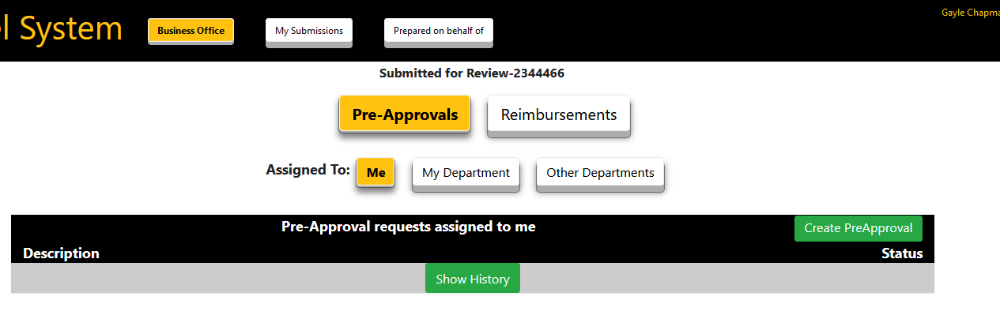 System
Business Office
My Submissions
Prepared on behalf of
Gayle
Submitted for Review-2344466
Pre-Approvals
Reimbursements
Assigned To:
Me
My Department
Other Departments
Pre-Approval requests assigned to me
Create PreApproval
Description
Status
Show History